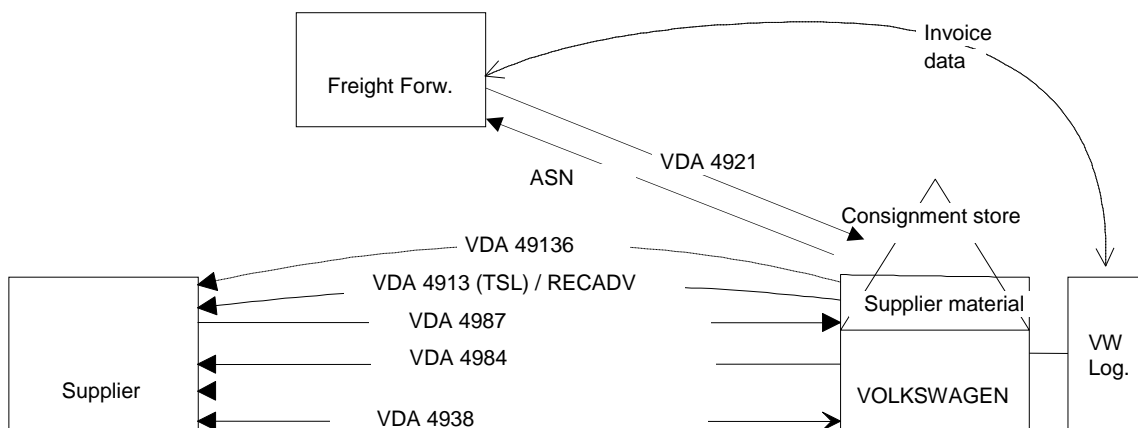 Invoice
data
Freight Forw.
VDA 4921
ASN
Consignment store
VDA 49136
VDA 4913 (TSL) / RECADV
Supplier material
VDA 4987
VW
Log.
VDA 4984
Supplier
VOLKSWAGEN
VDA 4938